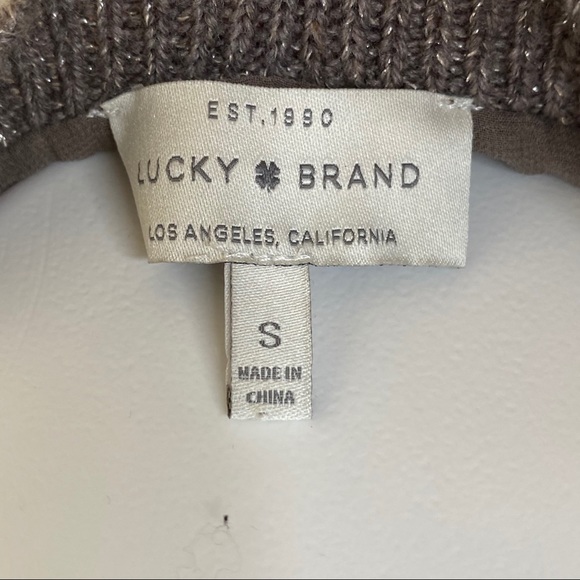 EST. 1990
LUCKY BRAND
LOS ANGELES, CALIFORNIA
S
MADE IN
CHINA